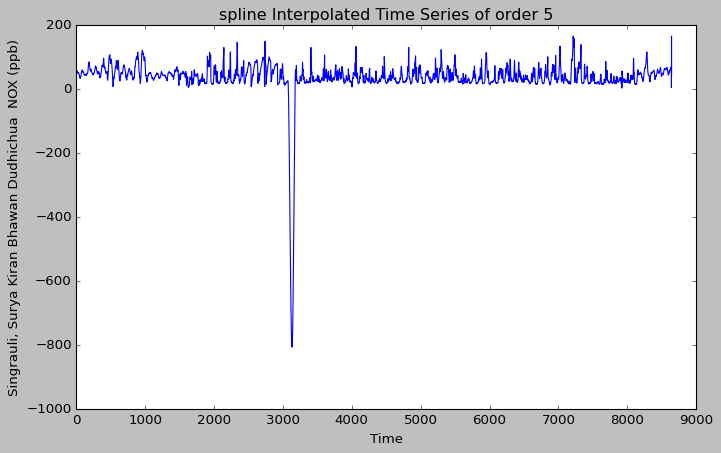 spline Interpolated Time Series of order 5
Singrauli, Surya Kiran Bhawan Dudhichua  NOX (ppb)
200
0
−200
−400
−600
−800
−1000
0 1000 2000 3000 4000 5000 6000 7000 8000 9000
Time